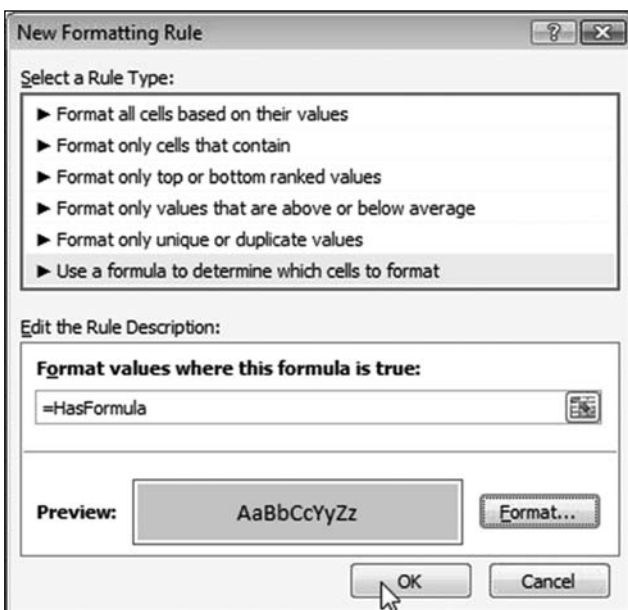 New Formatting Rule
?
Select a Rule Type:
► Format all cells based on their values
► Format only cells that contain
► Format only top or bottom ranked values
► Format only values that are above or below average
► Format only unique or duplicate values
► Use a formula to determine which cells to format
Edit the Rule Description:
Format values where this formula is true:
=HasFormula
Preview:
AaBbCcYyZz
Format...
OK
Cancel